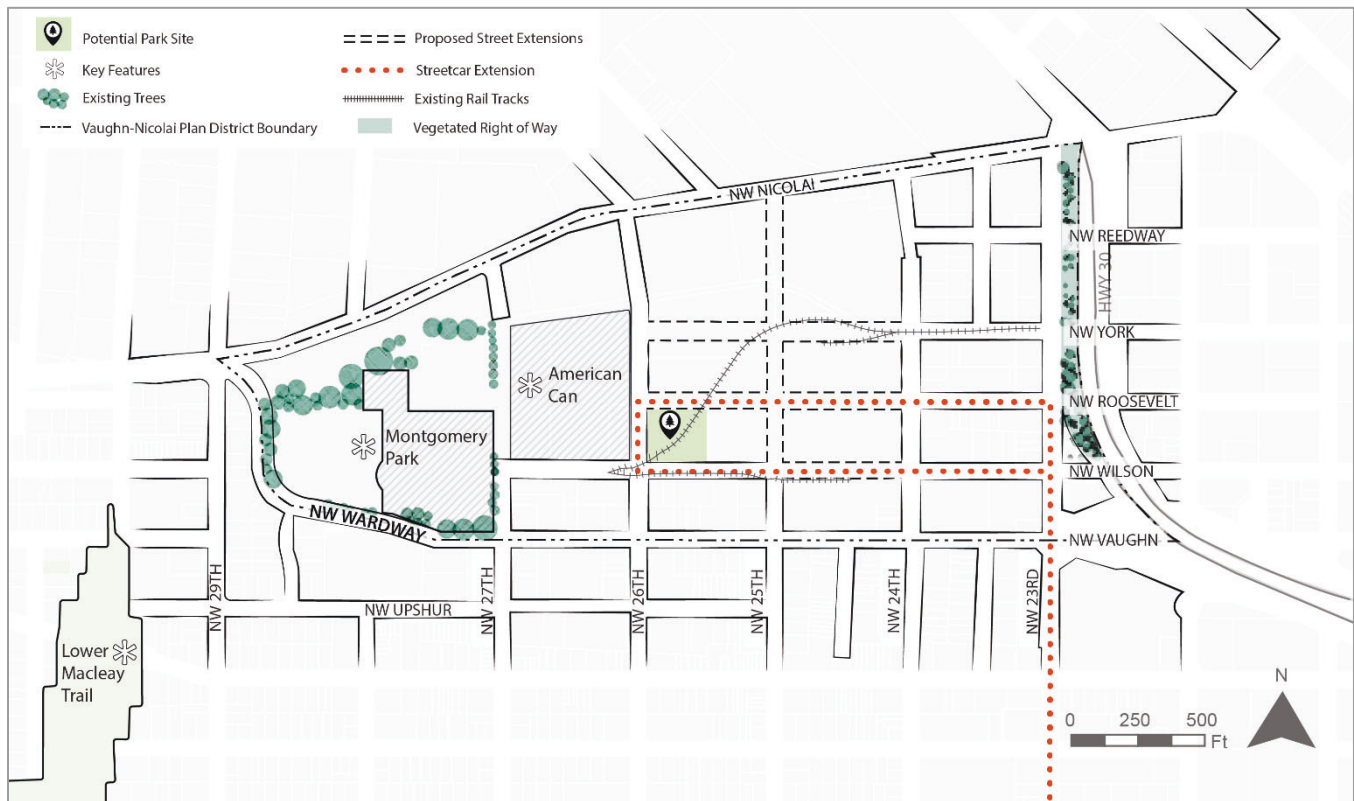 Potential Park Site
Key Features
Existing Trees
Vaughn-Nicolai Plan District Boundary
Proposed Street Extensions
Streetcar Extension
Existing Rail Tracks
Vegetated Right of Way
NW NICOLAI
NW REEDWAY
HWY 30
NW YORK
American
Can
NW ROOSEVELT
Montgomery
Park
NW WILSON
NW WARDWAY
NW VAUGHN
NW 29TH
NW UPSHUR
NW 27TH
NW 26TH
NW 25TH
NW 24TH
NW 23RD
Lower
Macleay
Trail
N
0 250 500
Ft